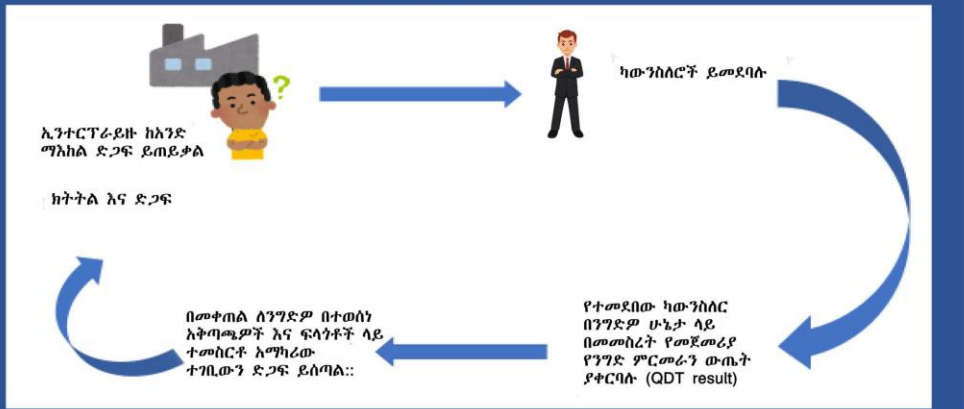 ?
ካውንስለሮች ይመደባሉ
ኢንተርፕራይዙ ከአንድ
ማእከል ድጋፍ ይጠይቃል
ክትትል እና ድጋፍ
የተመደበው ካውንስለር
በንግድዎ ሁኔታ ላይ
በመመስረት የመጀመሪያ
የንግድ ምርመራን ውጤት
ያቀርባሉ (QDT result)
በመቀጠል ለንግድዎ በተወሰነ
አቅጣጫዎች እና ፍላጎቶች ላይ
ተመስርቶ አማካሪው
ተገቢውን ድጋፍ ይሰጣል::